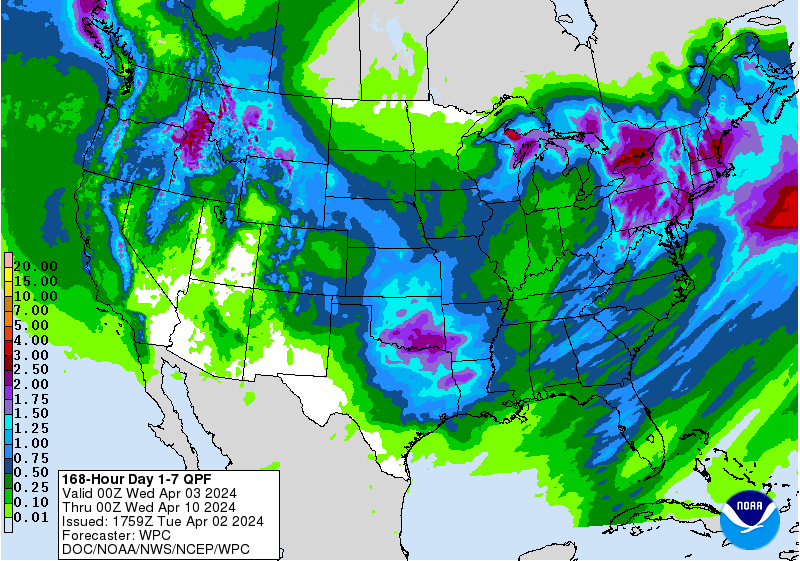 20.00
15.00
10.00
7.00
5.00
4.00
3.00
2.50
2.00
1.75
1.50
1.25
1.00
0.75
0.50
0.25
0.10
0.01
168-Hour Day 1-7 QPF
Valid 00Z Wed Apr 03 2024
Thru 00Z Wed Apr 10 2024
Issued: 1759Z Tue Apr 02 2024
Forecaster: WPC
DOC/NOAA/NWS/NCEP/WPC
NOAA